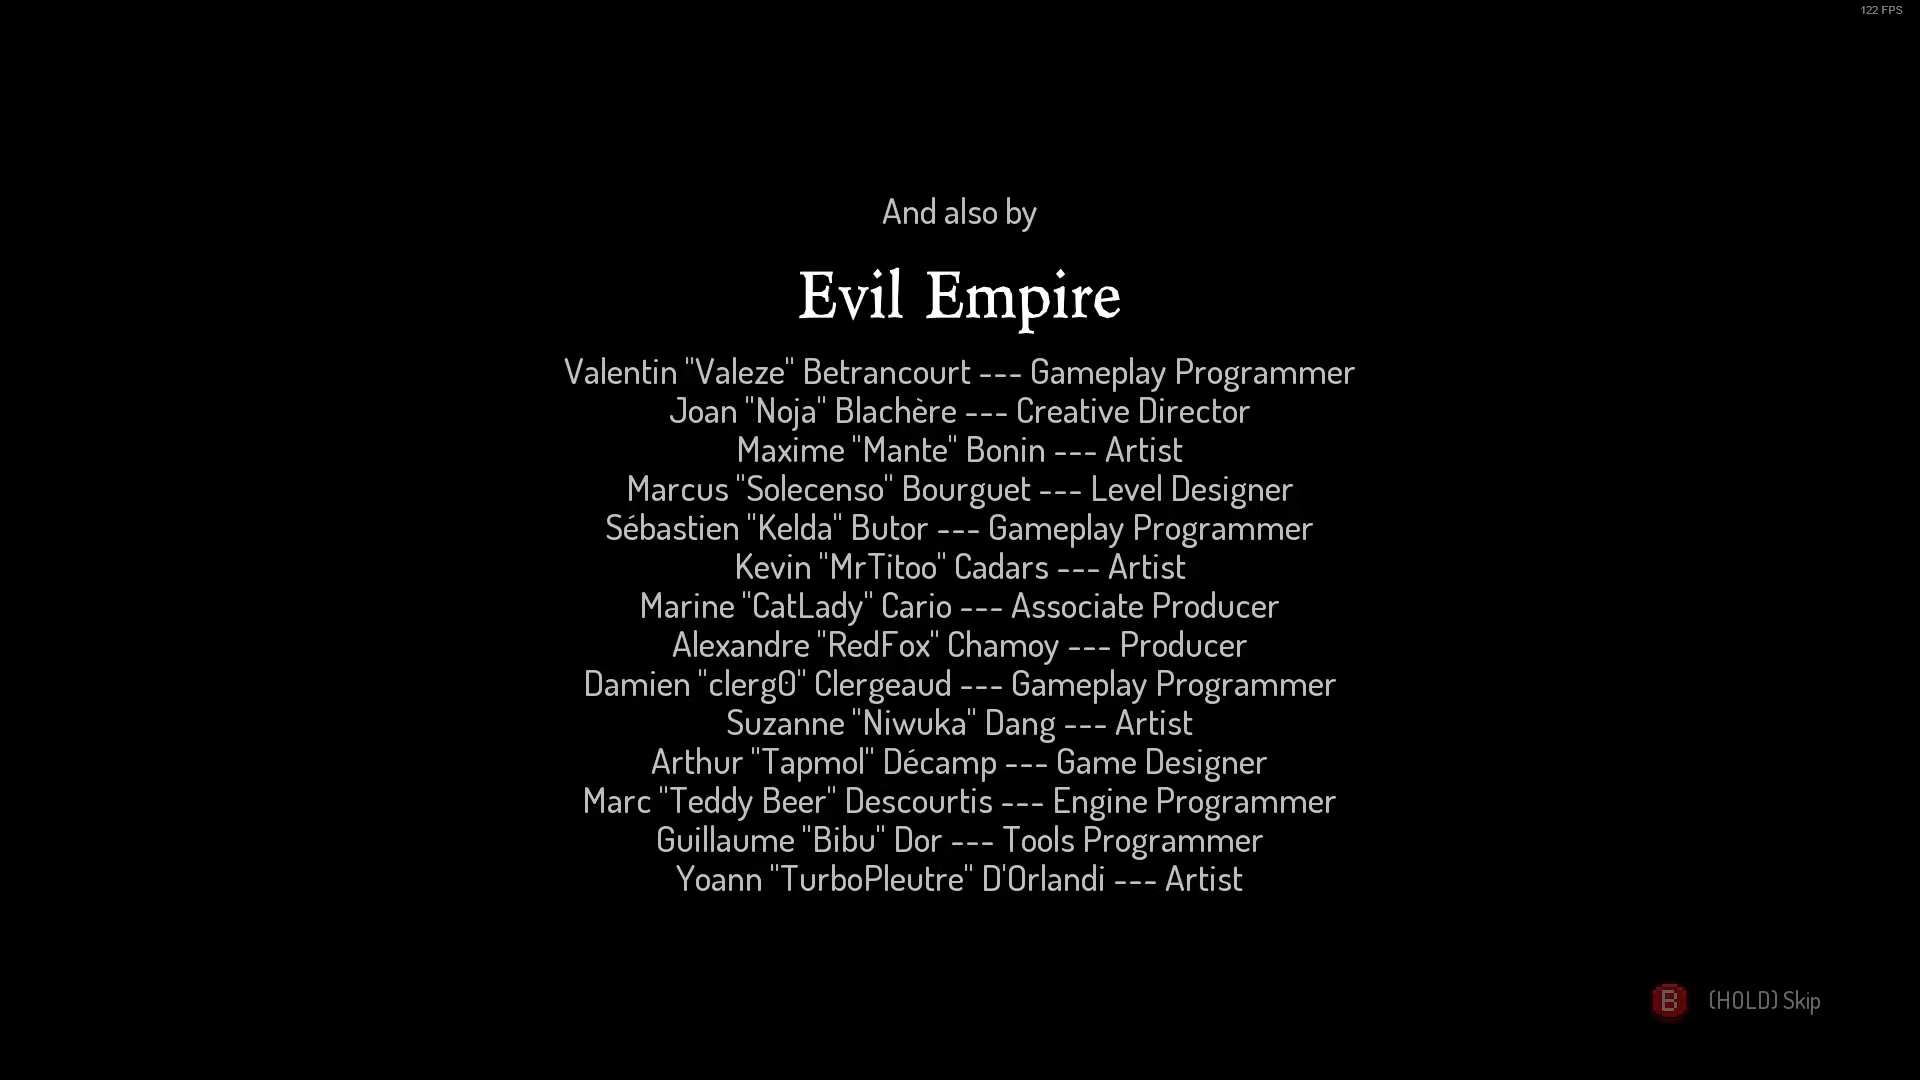 122 FPS
And also by
Evil Empire
Valentin "Valeze" Betrancourt --- Gameplay Programmer
Joan "Noja" Blachère --- Creative Director
Maxime "Mante" Bonin --- Artist
Marcus "Solecenso" Bourguet --- Level Designer
Sébastien "Kelda" Butor --- Gameplay Programmer
Kevin "MrTitoo" Cadars --- Artist
Marine "CatLady" Cario --- Associate Producer
Alexandre "RedFox" Chamoy --- Producer
Damien "clerg0" Clergeaud --- Gameplay Programmer
Suzanne "Niwuka" Dang --- Artist
Arthur "Tapmol" Décamp --- Game Designer
Marc "Teddy Beer" Descourtis --- Engine Programmer
Guillaume "Bibu" Dor --- Tools Programmer
Yoann "TurboPleutre" D'Orlandi --- Artist
B (HOLD) Skip